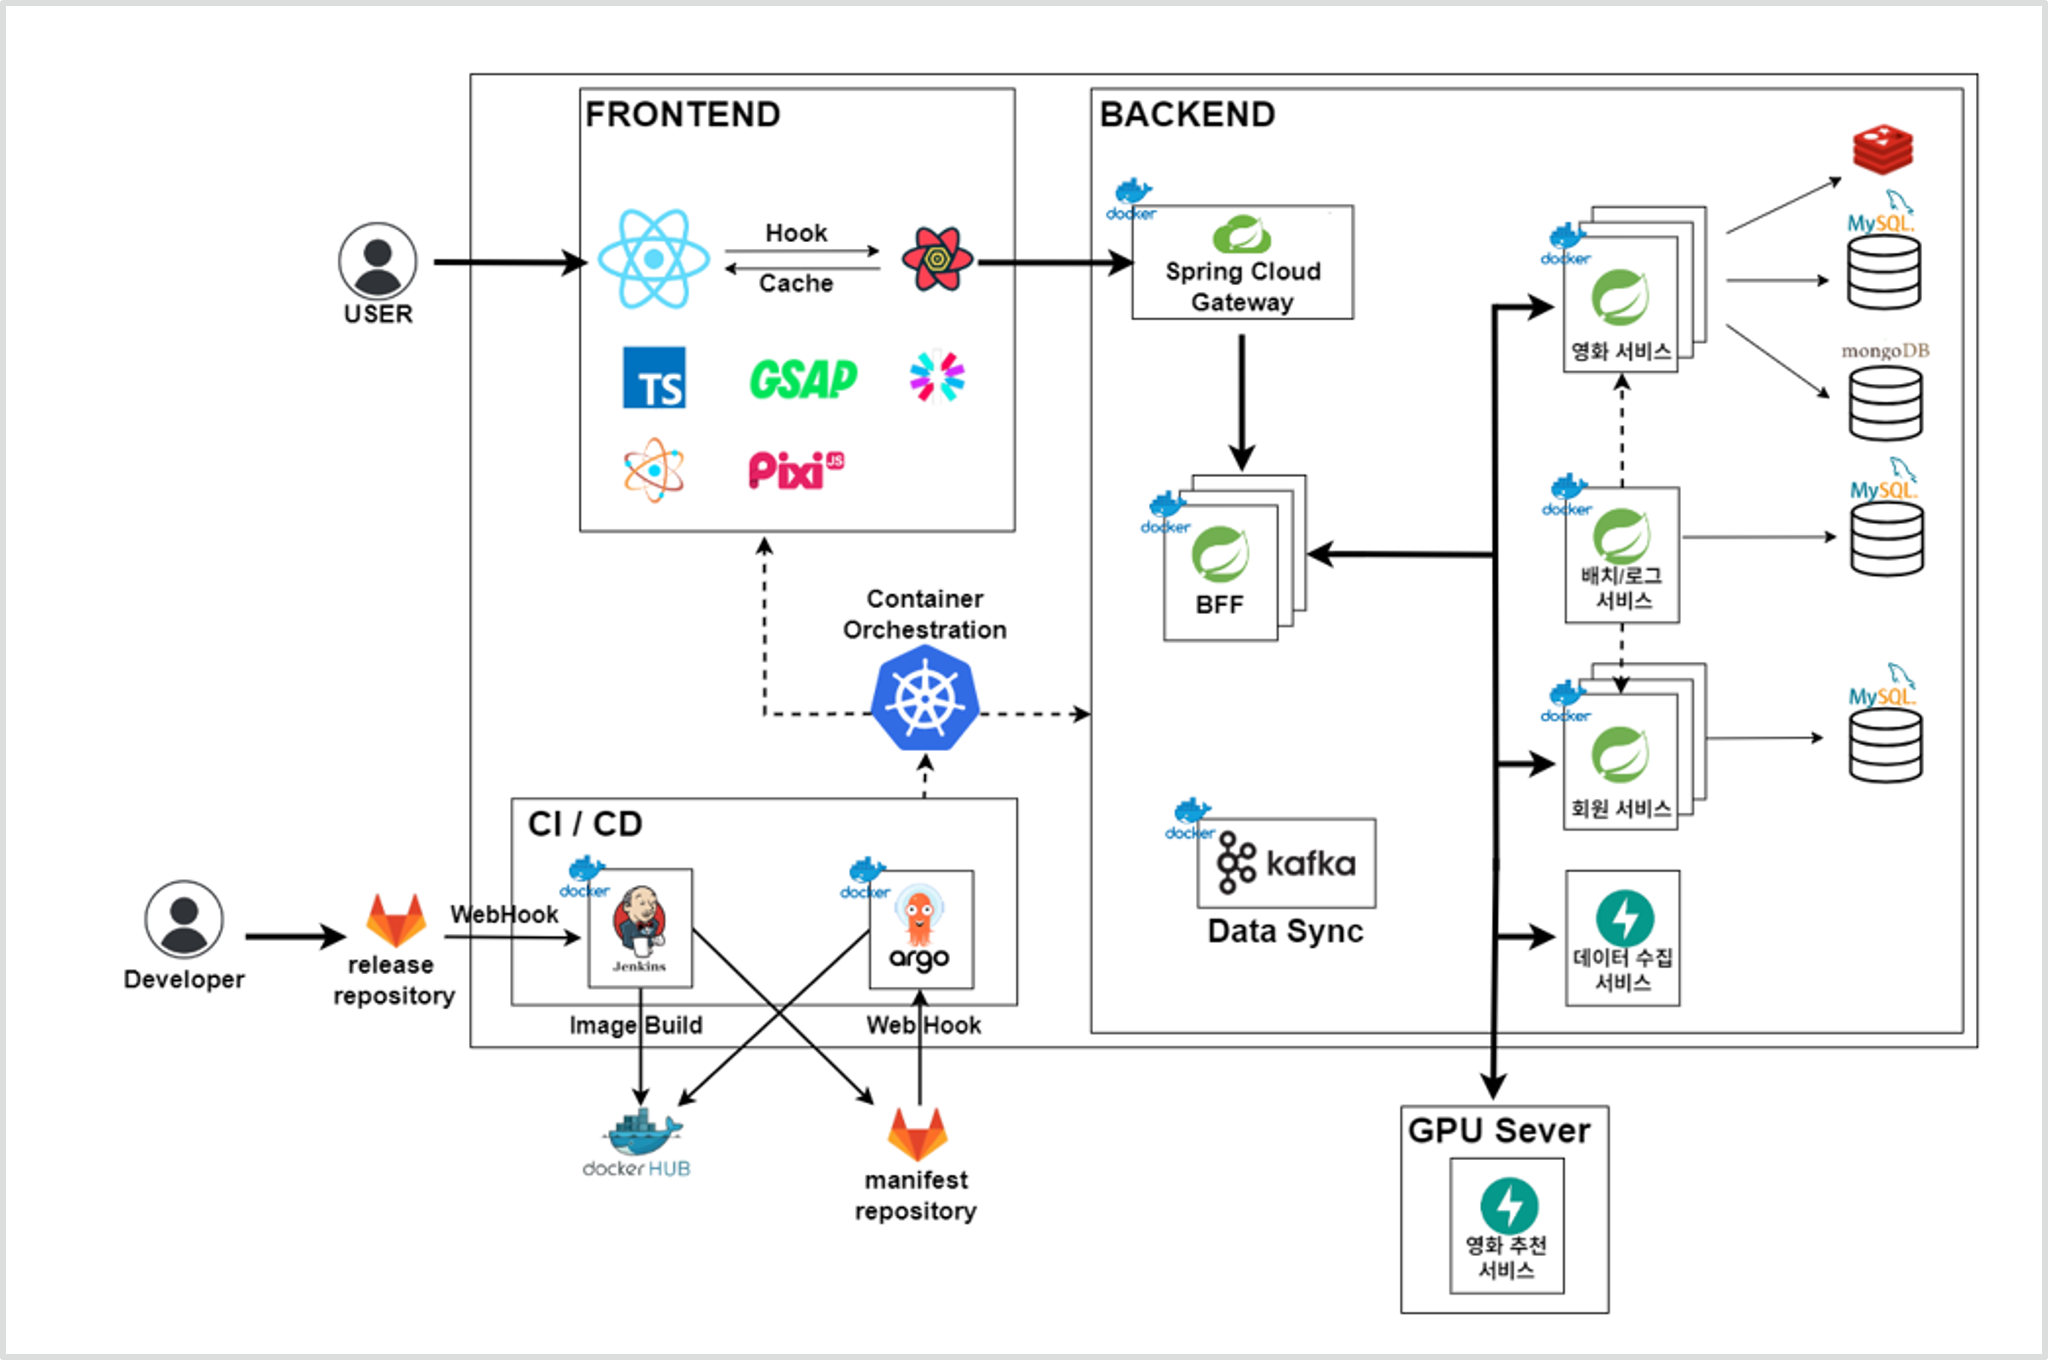 FRONTEND
BACKEND
USER
Hook
Cache
TS
GSAP
Pixi JS
docker
Spring Cloud
Gateway
docker
BFF
docker
영화 서비스
MySQL
mongoDB
docker
배치/로그
서비스
MySQL
docker
회원 서비스
MySQL
데이터 수집
서비스
docker
kafka
Data Sync
Container
Orchestration
CI / CD
Developer
release
repository
WebHook
docker
Jenkins
docker
argo
Image Build
Web Hook
docker HUB
manifest
repository
GPU Sever
영화 추천
서비스